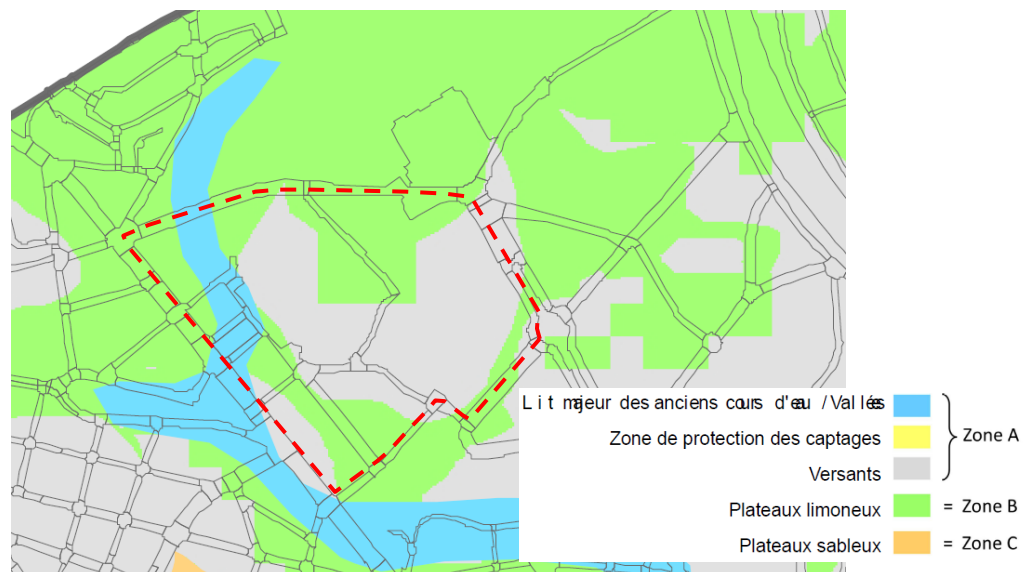 Lit majeur des anciens cours d'eau / Vallées
Zone de protection des captages
Zone A
Versants
Plateaux limoneux
= Zone B
Plateaux sableux
= Zone C